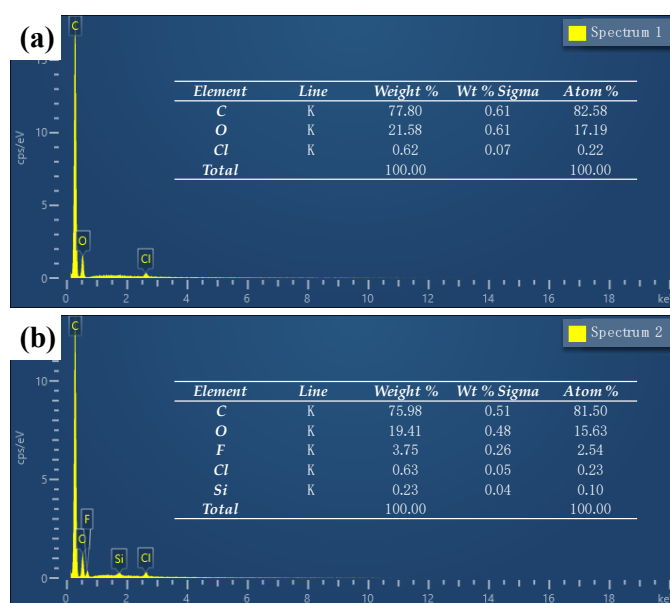 (a)
Spectrum 1
C
15
Element Line Weight % Wt % Sigma Atom %
C K 77.80 0.61 82.58
O K 21.58 0.61 17.19
Cl K 0.62 0.07 0.22
Total 100.00 100.00
10
cps/eV
5
O
Cl
0
0 2 4 6 8 10 12 14 16 18 ke
(b)
Spectrum 2
C
10
Element Line Weight % Wt % Sigma Atom %
C K 75.98 0.51 81.50
O K 19.41 0.48 15.63
F K 3.75 0.26 2.54
Cl K 0.63 0.05 0.23
Si K 0.23 0.04 0.10
Total 100.00 100.00
cps/eV
5
F
O
Si
Cl
0
0 2 4 6 8 10 12 14 16 18 ke